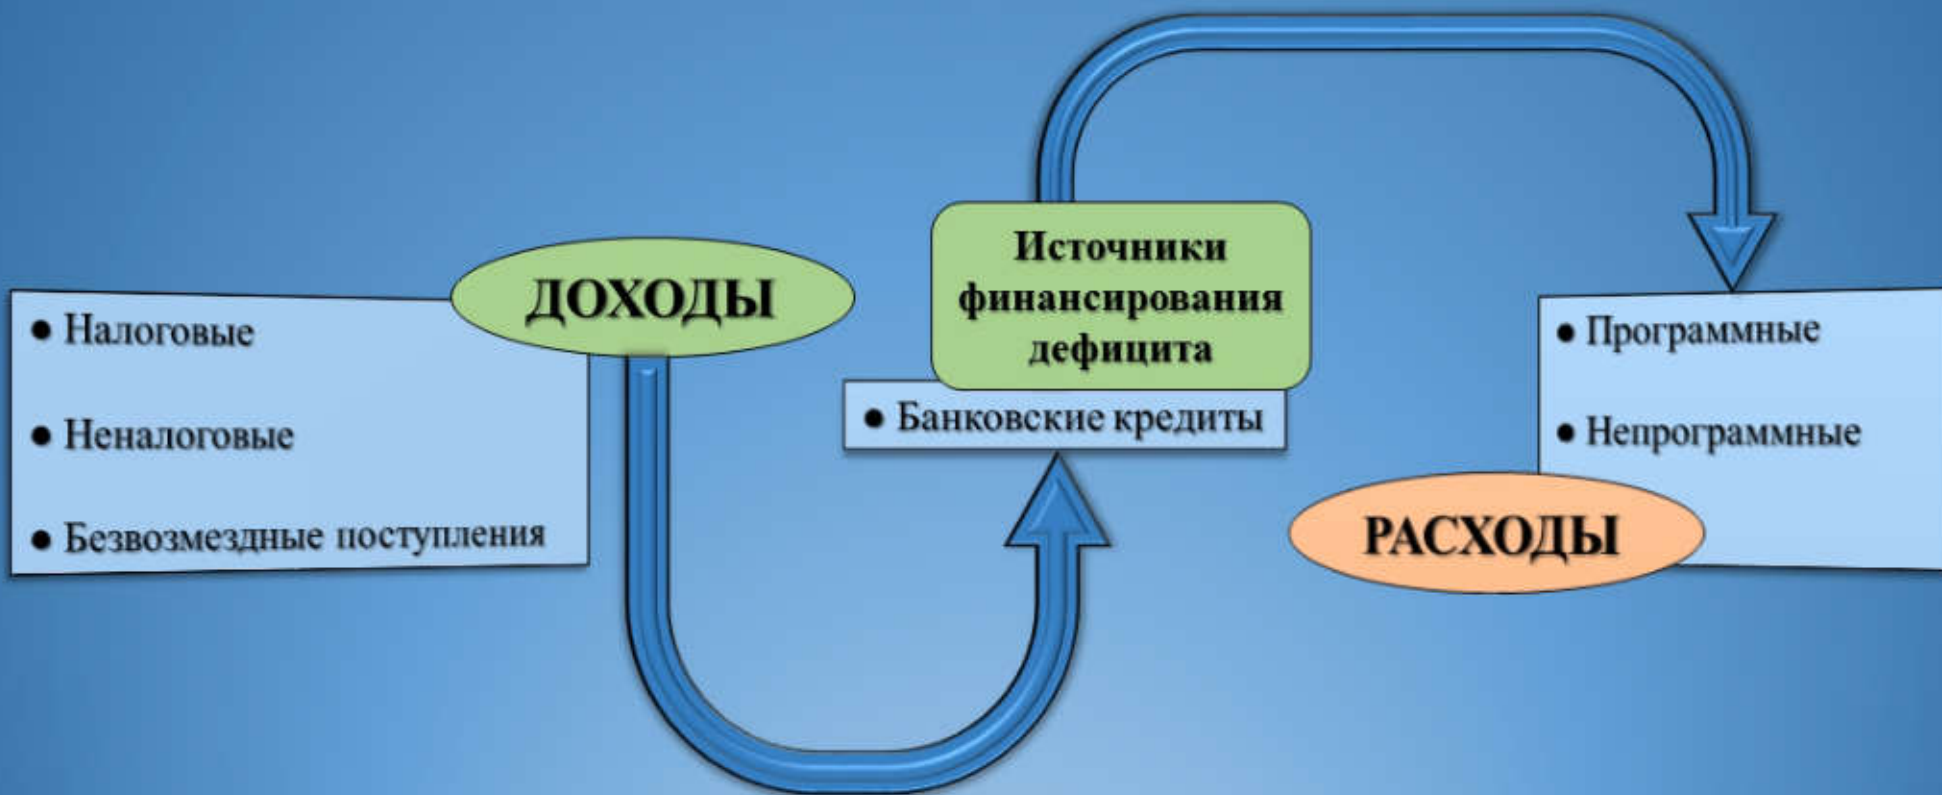 ДОХОДЫ
● Налоговые
● Неналоговые
● Безвозмездные поступления
Источники
финансирования
дефицита
● Банковские кредиты
● Программные
● Непрограммные
РАСХОДЫ